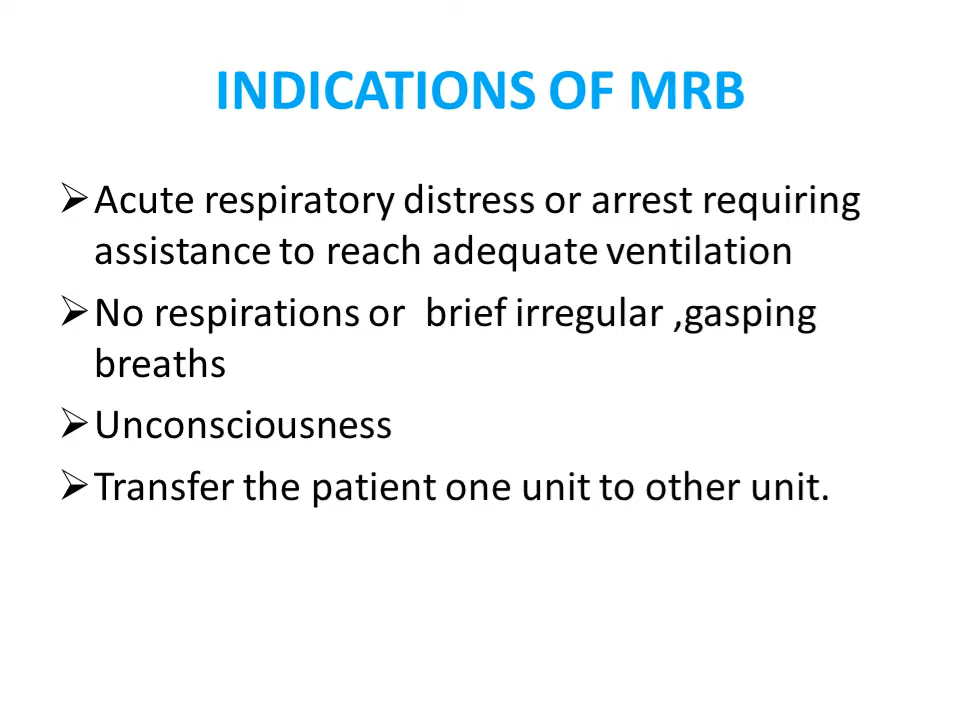 INDICATIONS OF MRB
➢Acute respiratory distress or arrest requiring
assistance to reach adequate ventilation
➢No respirations or  brief irregular ,gasping
breaths
➢Unconsciousness
➢Transfer the patient one unit to other unit.